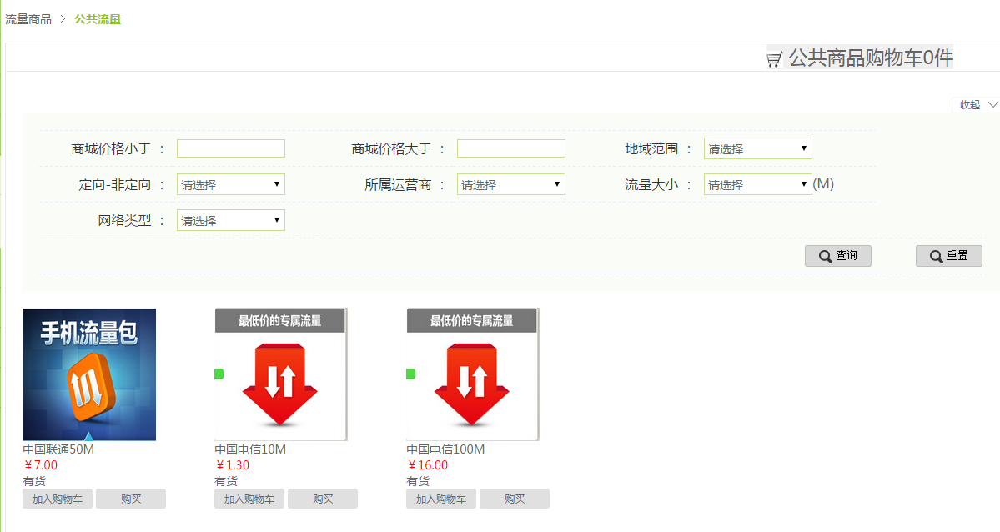 流量商品 > 公共流量
公共商品购物车0件
收起
商城价格小于 ： 商城价格大于 ： 地域范围 ： 请选择
定向-非定向 ： 请选择 所属运营商 ： 请选择 流量大小 ： 请选择 (M)
网络类型 ： 请选择
查询 重置
手机流量包
最低价的专属流量
最低价的专属流量
中国联通50M
￥7.00
有货
加入购物车 购买
中国电信10M
￥1.30
有货
加入购物车 购买
中国电信100M
￥16.00
有货
加入购物车 购买